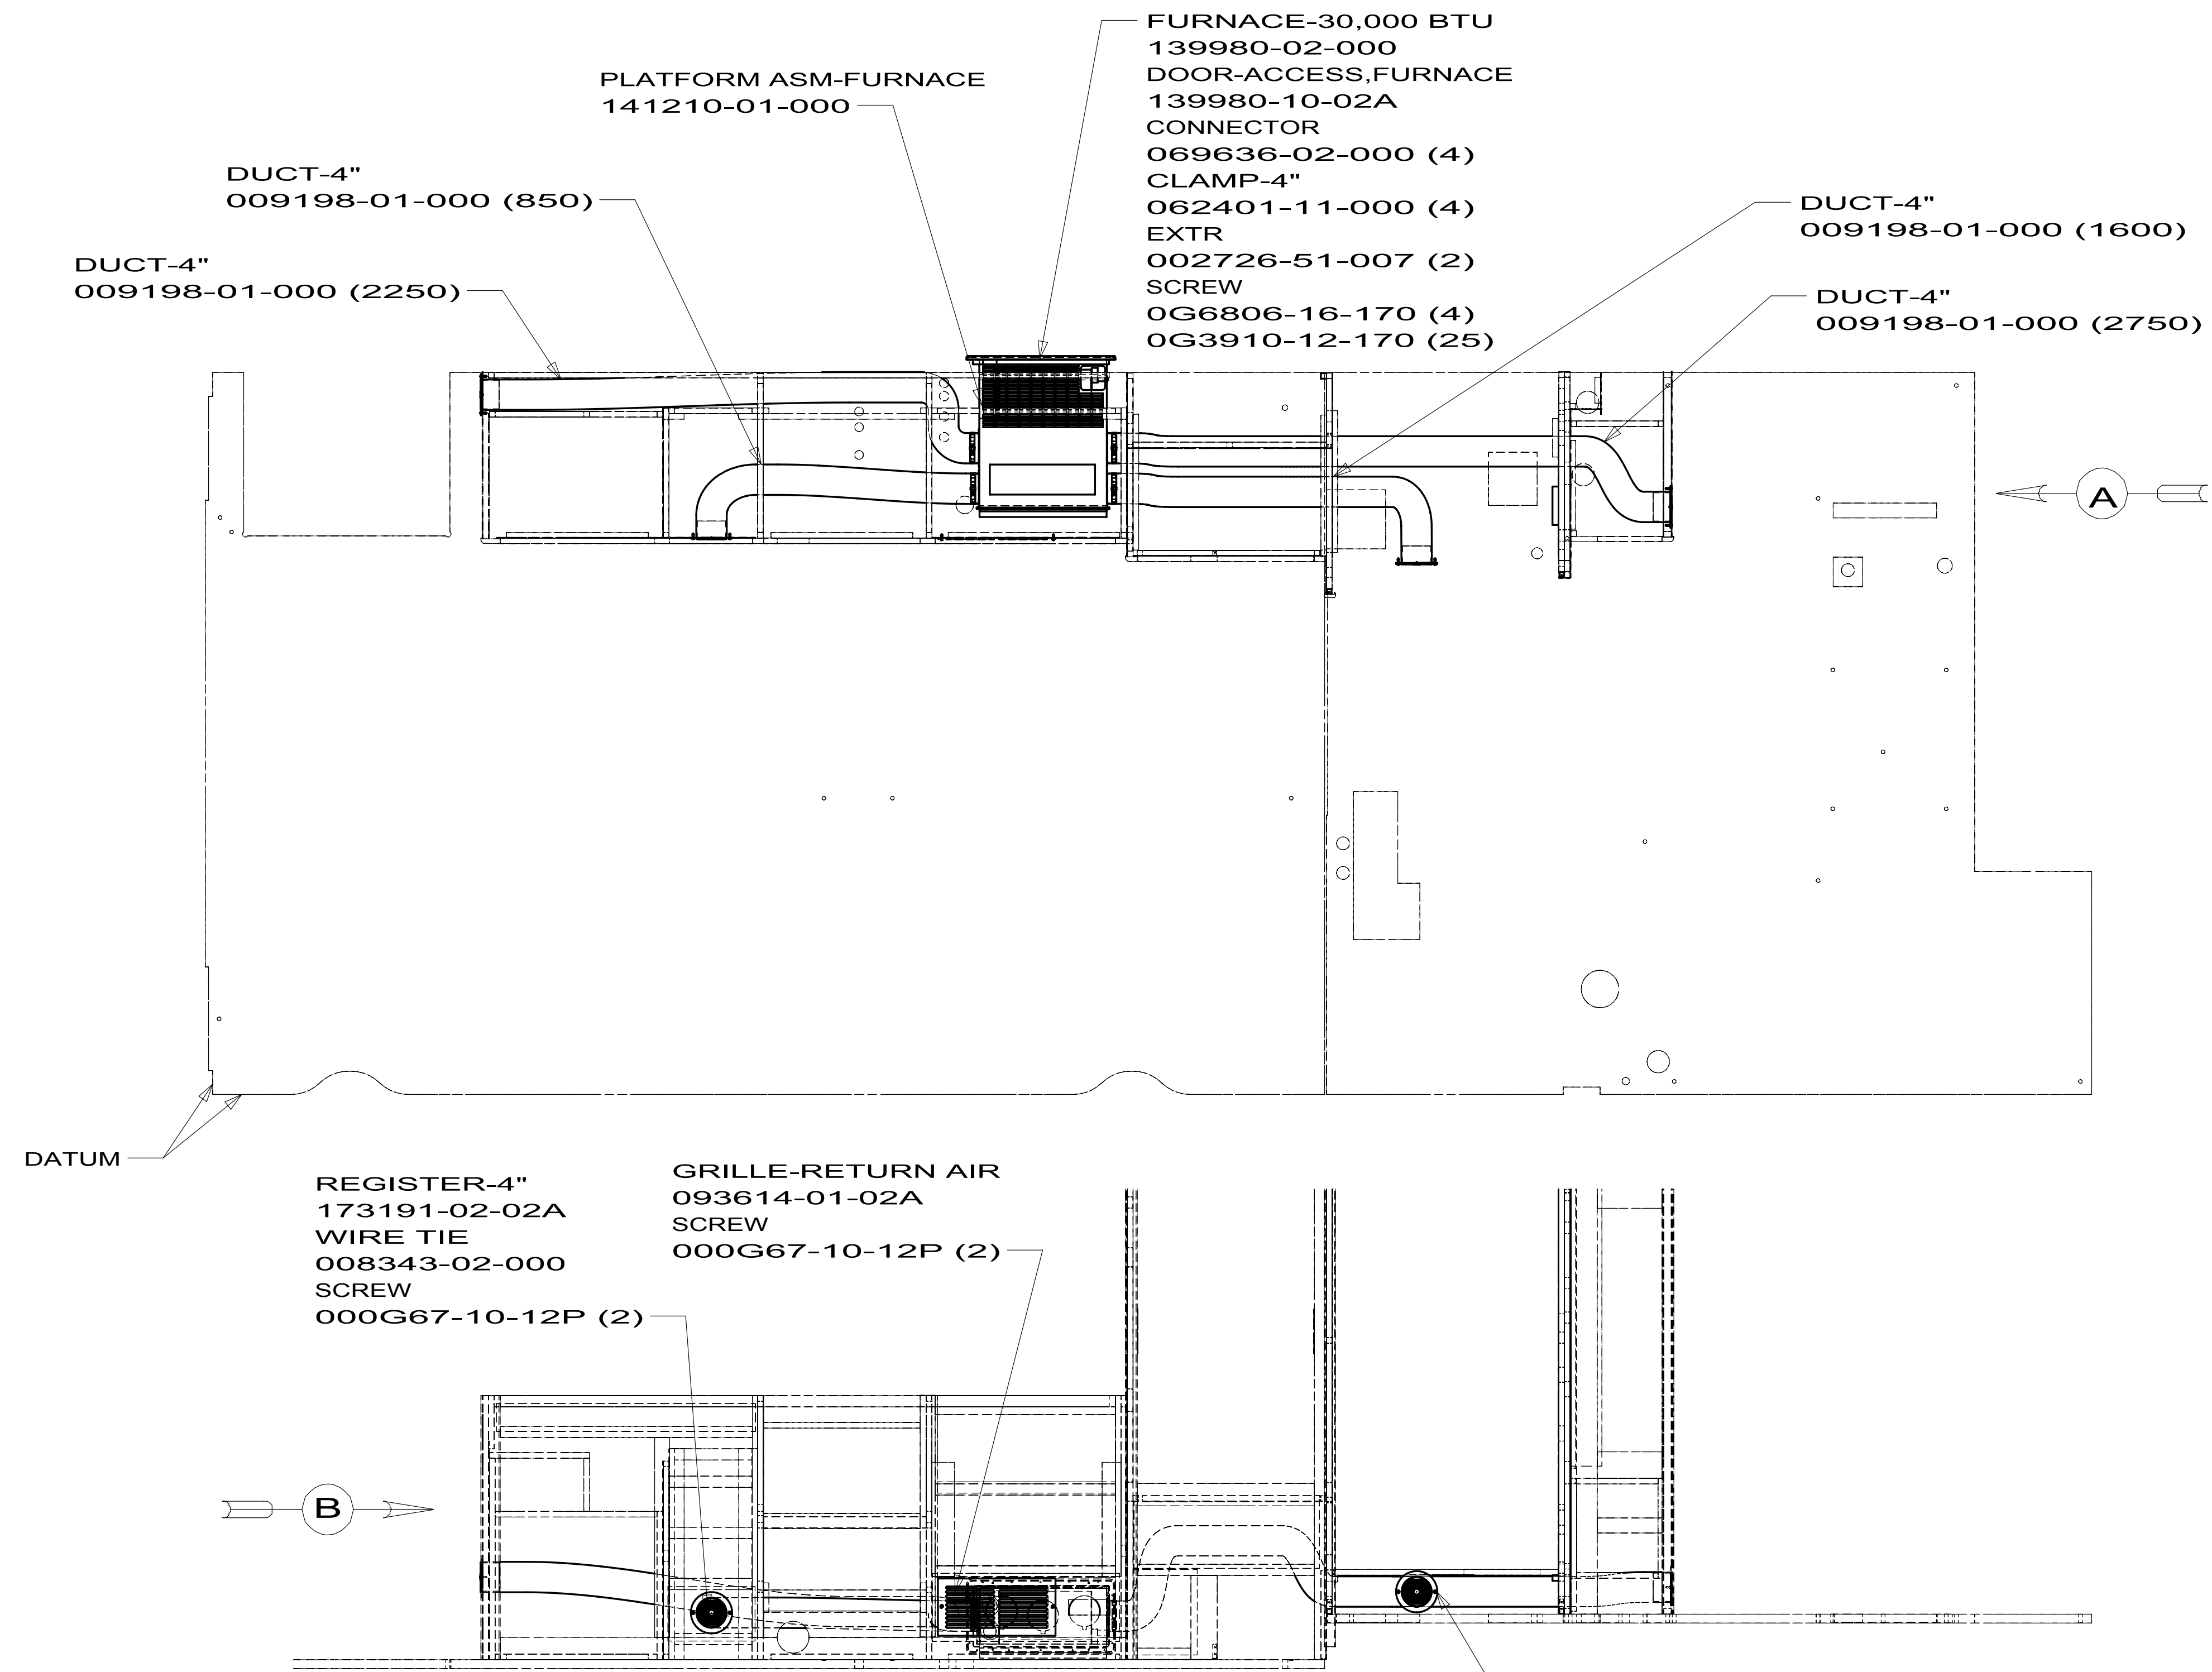 FURNACE-30,000 BTU
139980-02-000
DOOR-ACCESS,FURNACE
139980-10-02A
CONNECTOR
069636-02-000 (4)
CLAMP-4"
062401-11-000 (4)
EXTR
002726-51-007 (2)
SCREW
0G6806-16-170 (4)
0G3910-12-170 (25)
PLATFORM ASM-FURNACE
141210-01-000
DUCT-4"
009198-01-000 (850)
DUCT-4"
009198-01-000 (2250)
DUCT-4"
009198-01-000 (1600)
DUCT-4"
009198-01-000 (2750)
A
DATUM
REGISTER-4"
173191-02-02A
WIRE TIE
008343-02-000
SCREW
000G67-10-12P (2)
GRILLE-RETURN AIR
093614-01-02A
SCREW
000G67-10-12P (2)
B